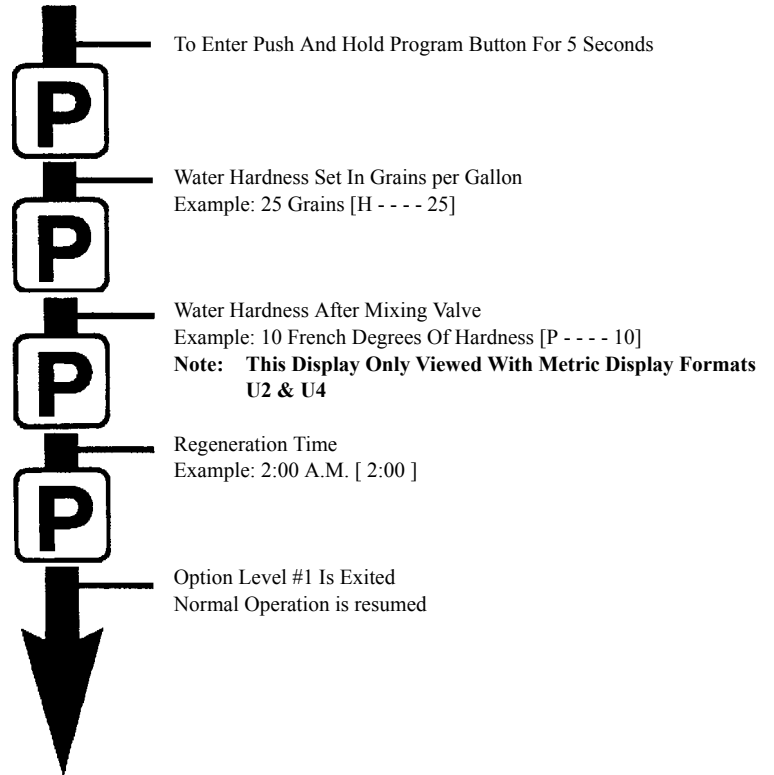 To Enter Push And Hold Program Button For 5 Seconds
P
Water Hardness Set In Grains per Gallon
Example: 25 Grains [H - - - - 25]
P
Water Hardness After Mixing Valve
Example: 10 French Degrees Of Hardness [P - - - - 10]
Note: This Display Only Viewed With Metric Display Formats
U2 & U4
P
Regeneration Time
Example: 2:00 A.M. [ 2:00 ]
P
Option Level #1 Is Exited
Normal Operation is resumed